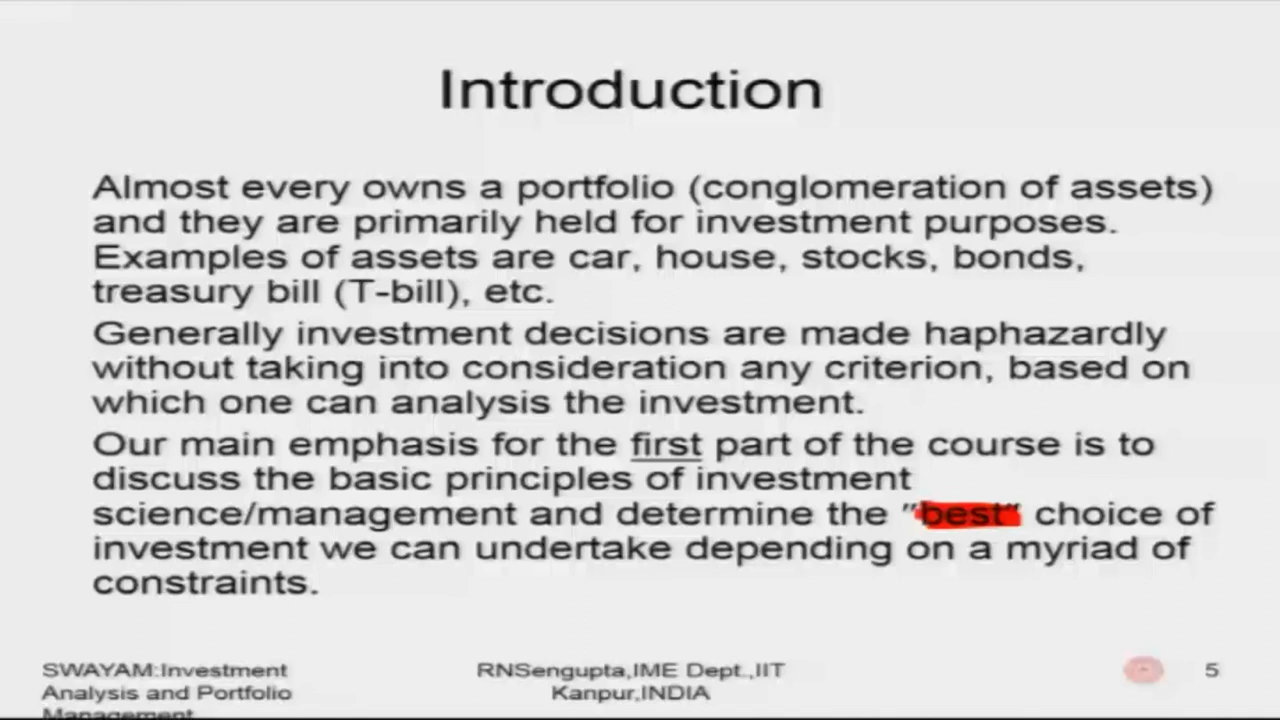 Introduction
Almost every owns a portfolio (conglomeration of assets)
and they are primarily held for investment purposes.
Examples of assets are car, house, stocks, bonds,
treasury bill (T-bill), etc.
Generally investment decisions are made haphazardly
without taking into consideration any criterion, based on
which one can analysis the investment.
Our main emphasis for the first part of the course is to
discuss the basic principles of investment
science/management and determine the "best" choice of
investment we can undertake depending on a myriad of
constraints.
SWAYAM:Investment
Analysis and Portfolio
Management
RNSengupta,IME Dept.,IIT
Kanpur,INDIA
5